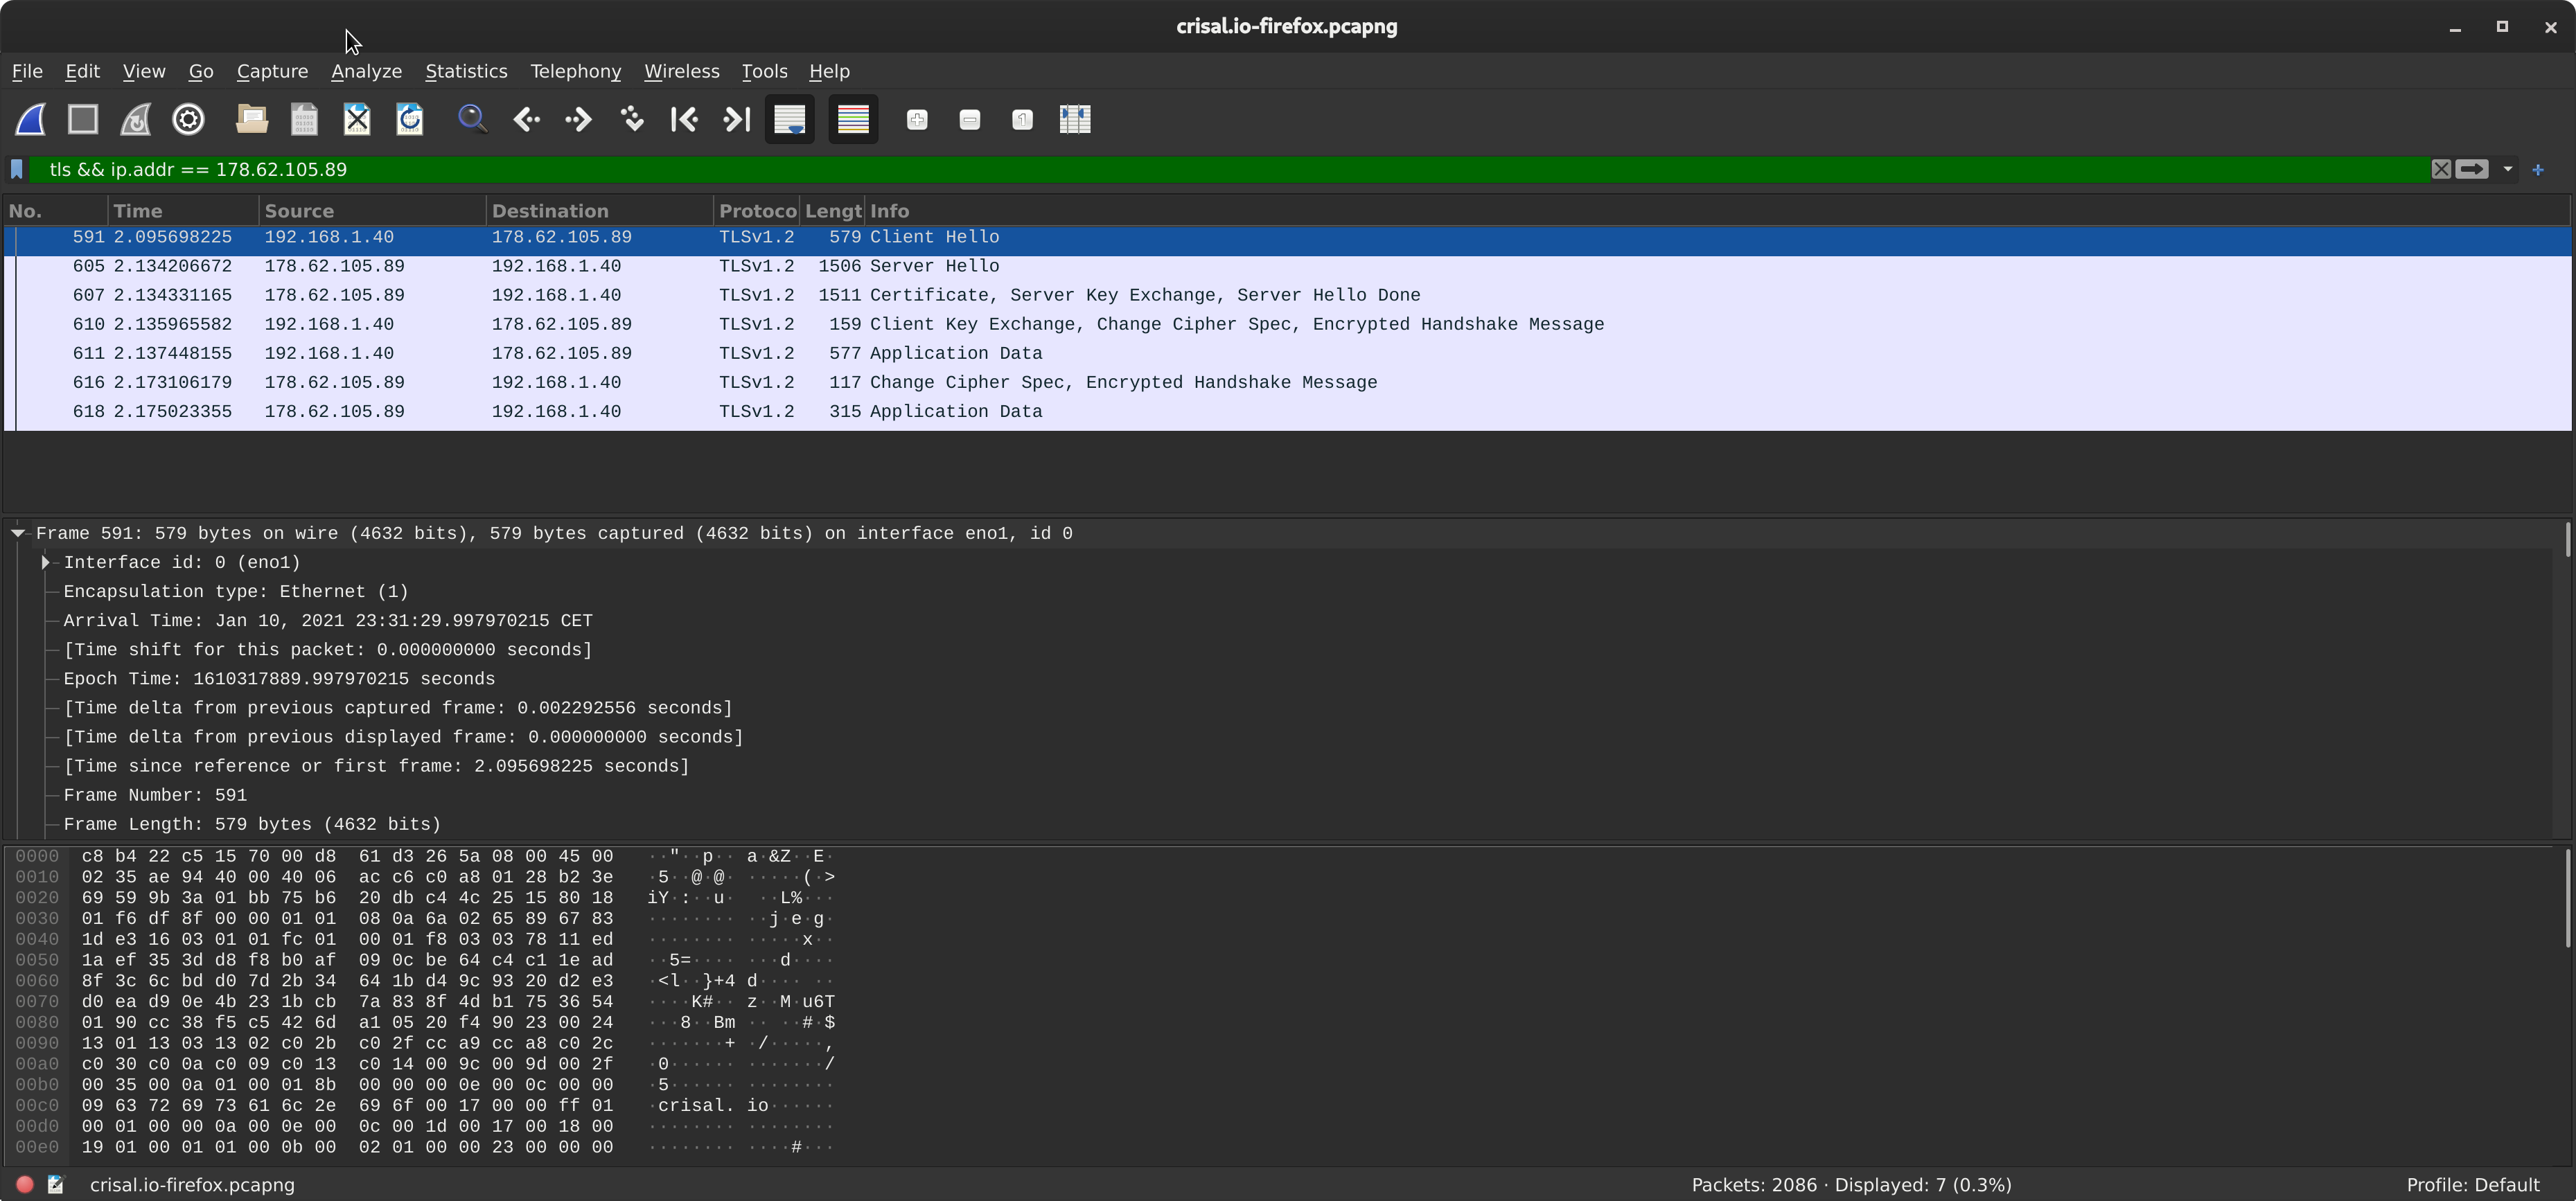 crisal.io-firefox.pcapng
File Edit View Go Capture Analyze Statistics Telephony Wireless Tools Help
tls && ip.addr == 178.62.105.89
No. Time Source Destination Protoco Lengt Info
591 2.095698225 192.168.1.40 178.62.105.89 TLSv1.2 579 Client Hello
605 2.134206672 178.62.105.89 192.168.1.40 TLSv1.2 1506 Server Hello
607 2.134331165 178.62.105.89 192.168.1.40 TLSv1.2 1511 Certificate, Server Key Exchange, Server Hello Done
610 2.135965582 192.168.1.40 178.62.105.89 TLSv1.2 159 Client Key Exchange, Change Cipher Spec, Encrypted Handshake Message
611 2.137448155 192.168.1.40 178.62.105.89 TLSv1.2 577 Application Data
616 2.173106179 178.62.105.89 192.168.1.40 TLSv1.2 117 Change Cipher Spec, Encrypted Handshake Message
618 2.175023355 178.62.105.89 192.168.1.40 TLSv1.2 315 Application Data
Frame 591: 579 bytes on wire (4632 bits), 579 bytes captured (4632 bits) on interface eno1, id 0
Interface id: 0 (eno1)
Encapsulation type: Ethernet (1)
Arrival Time: Jan 10, 2021 23:31:29.997970215 CET
[Time shift for this packet: 0.000000000 seconds]
Epoch Time: 1610317889.997970215 seconds
[Time delta from previous captured frame: 0.002292556 seconds]
[Time delta from previous displayed frame: 0.000000000 seconds]
[Time since reference or first frame: 2.095698225 seconds]
Frame Number: 591
Frame Length: 579 bytes (4632 bits)
0000 c8 b4 22 c5 15 70 00 d8 61 d3 26 5a 08 00 45 00 ··"··p·· a·&Z··E·
0010 02 35 ae 94 40 00 40 06 ac c6 c0 a8 01 28 b2 3e ·5··@·@· ·····(·>
0020 69 59 9b 3a 01 bb 75 b6 20 db c4 4c 25 15 80 18 iY·:··u· ··L%···
0030 01 f6 df 8f 00 00 01 01 08 0a 6a 02 65 89 67 83 ········ ··j·e·g·
0040 1d e3 16 03 01 01 fc 01 00 01 f8 03 03 78 11 ed ········ ·····x··
0050 1a ef 35 3d d8 f8 b0 af 09 0c be 64 c4 c1 1e ad ··5=···· ···d····
0060 8f 3c 6c bd d0 7d 2b 34 64 1b d4 9c 93 20 d2 e3 ·<l··}+4 d···· ··
0070 d0 ea d9 0e 4b 23 1b cb 7a 83 8f 4d b1 75 36 54 ····K#·· z··M·u6T
0080 01 90 cc 38 f5 c5 42 6d a1 05 20 f4 90 23 00 24 ···8··Bm ·· ··#·$
0090 13 01 13 03 13 02 c0 2b c0 2f cc a9 cc a8 c0 2c ·······+ ·/·····,
00a0 c0 30 c0 0a c0 09 c0 13 c0 14 00 9c 00 9d 00 2f ·0······ ·······/
00b0 00 35 00 0a 01 00 01 8b 00 00 00 0e 00 0c 00 00 ·5······ ········
00c0 09 63 72 69 73 61 6c 2e 69 6f 00 17 00 00 ff 01 ·crisal. io······
00d0 00 01 00 00 0a 00 0e 00 0c 00 1d 00 17 00 18 00 ········ ········
00e0 19 01 00 01 01 00 0b 00 02 01 00 00 23 00 00 00 ········ ····#···
crisal.io-firefox.pcapng Packets: 2086 · Displayed: 7 (0.3%) Profile: Default